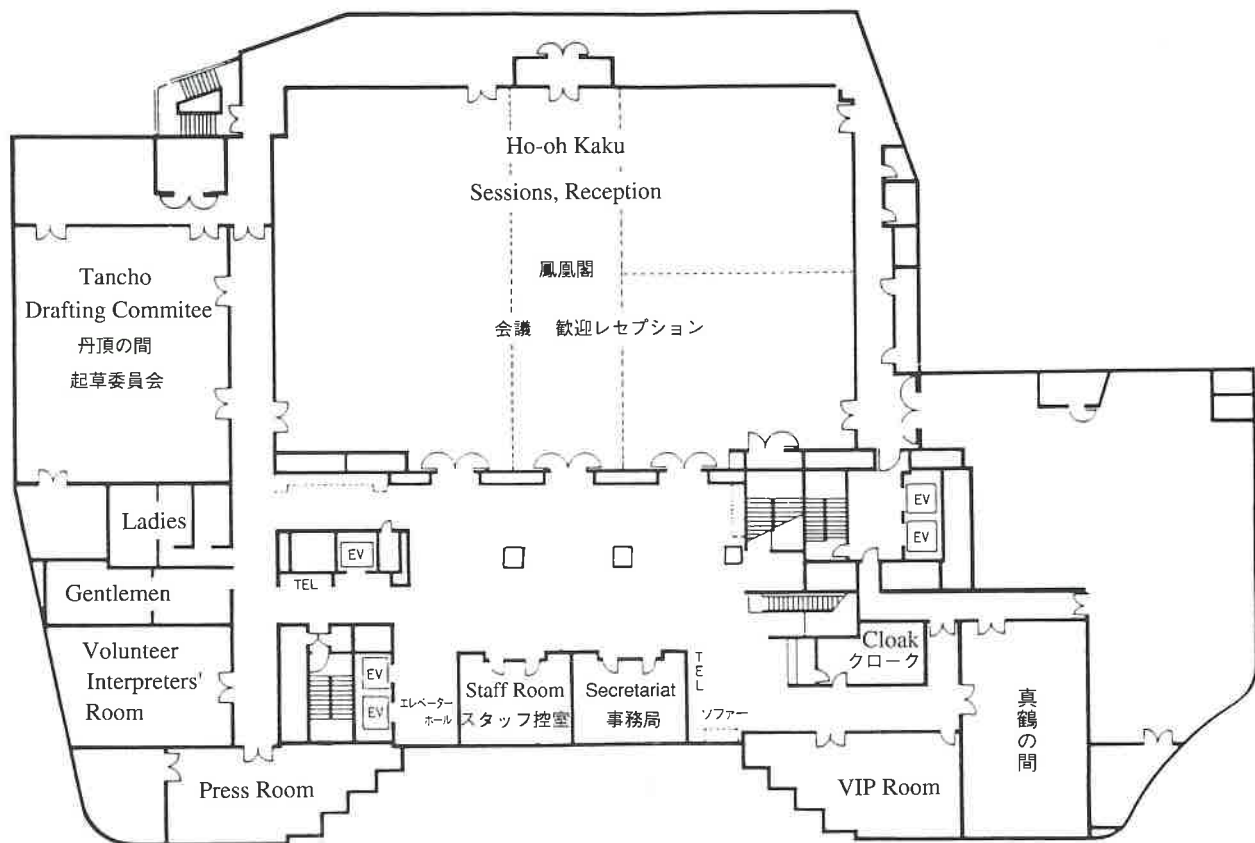 Ho-oh Kaku
Sessions, Reception
鳳凰閣
会議 歓迎レセプション
Tancho
Drafting Commitee
丹頂の間
起草委員会
Ladies
EV
EV
EV
TEL
Gentlemen
Volunteer
Interpreters'
Room
EV
EV
エレベーター
ホール
Staff Room
スタッフ控室
Secretariat
事務局
TEL
ソファー
Cloak
クローク
真鶴の間
Press Room
VIP Room